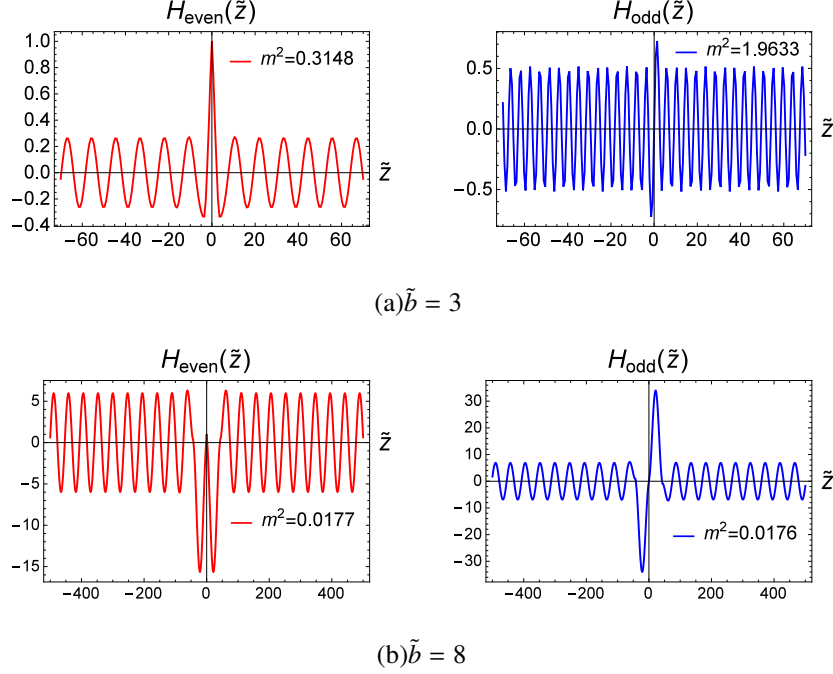 H_even(z̃)
m²=0.3148
1.0
0.8
0.6
0.4
0.2
0.0
−0.2
−0.4
−60 −40 −20 0 20 40 60
z̃
H_odd(z̃)
m²=1.9633
0.5
0.0
−0.5
−60 −40 −20 0 20 40 60
z̃
(a)b̃ = 3
H_even(z̃)
5
0
−5
−10
−15
m²=0.0177
−400 −200 0 200 400
z̃
H_odd(z̃)
30
20
10
0
−10
−20
−30
m²=0.0176
−400 −200 0 200 400
z̃
(b)b̃ = 8